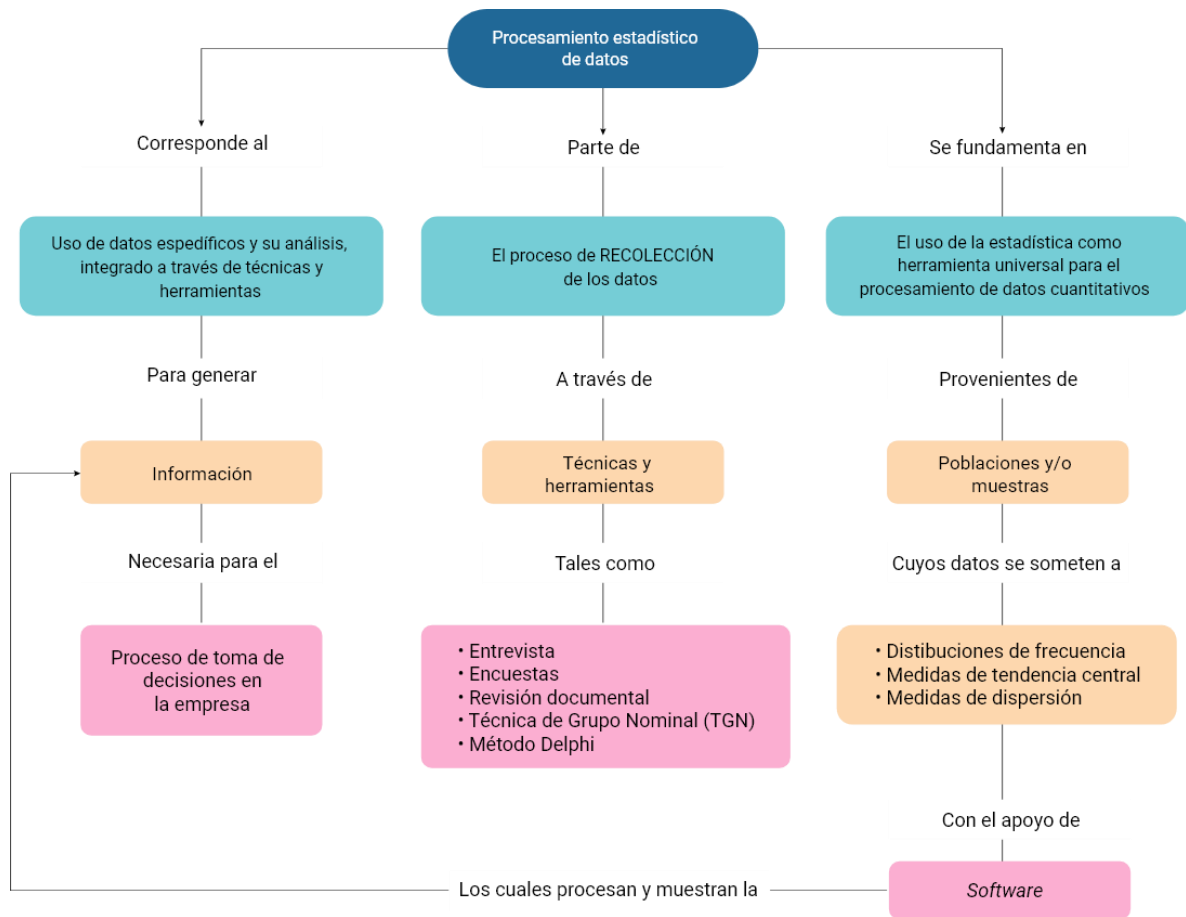 Procesamiento estadístico
de datos
Corresponde al
Parte de
Se fundamenta en
Uso de datos espedíficos y su análisis,
integrado a través de técnicas y
herramientas
El proceso de RECOLECCIÓN
de los datos
El uso de la estadística como
herramienta universal para el
procesamiento de datos cuantitativos
Para generar
A través de
Provenientes de
Información
Técnicas y
herramientas
Poblaciones y/o
muestras
Necesaria para el
Tales como
Cuyos datos se someten a
Proceso de toma de
decisiones en
la empresa
• Entrevista
• Encuestas
• Revisión documental
• Técnica de Grupo Nominal (TGN)
• Método Delphi
• Distibuciones de frecuencia
• Medidas de tendencia central
• Medidas de dispersión
Con el apoyo de
Software
Los cuales procesan y muestran la